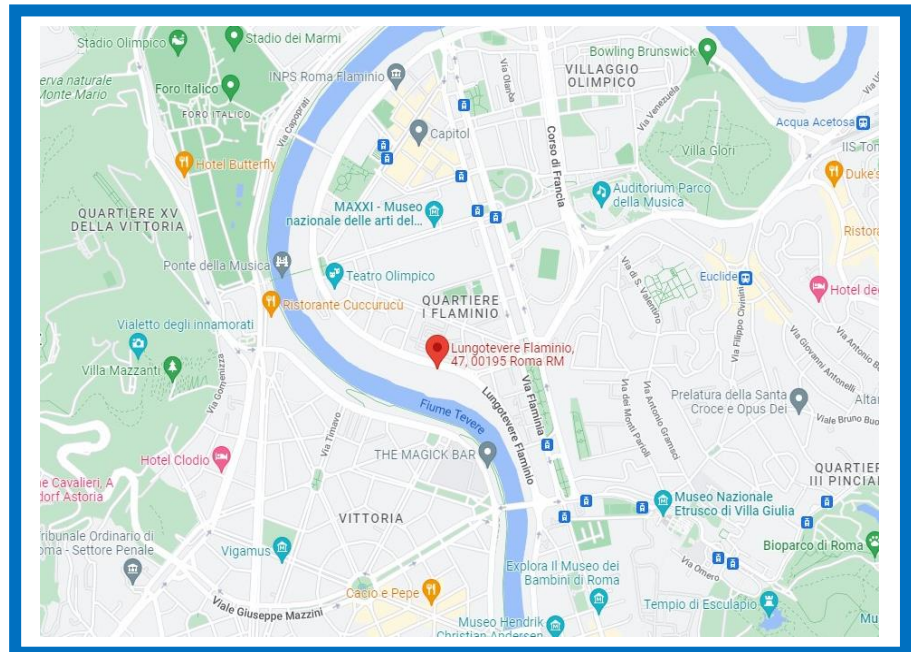 Stadio Olimpico
Stadio dei Marmi
Bowling Brunswick
VILLAGGIO
OLIMPICO
INPS Roma Flaminio
Via Olanda
erva naturale
Monte Mario
Foro Italico
FORO ITALICO
Via Capoprati
Via Venezuela
Capitol
Corso di Francia
Acqua Acetosa
IIS Ton
Villa Glori
Hotel Butterfly
Duke's
Auditorium Parco
della Musica
MAXXI - Museo
nazionale delle arti del...
QUARTIERE XV
DELLA VITTORIA
Ristora
Ponte della Musica
Teatro Olimpico
Euclide
Via di S. Valentino
Via Filippo Civinini
Hotel de
Ristorante Cuccurucù
QUARTIERE
I FLAMINIO
Vialetto degli innamorati
Lungotevere Flaminio,
47, 00195 Roma RM
Via Antonio B
Via Giovanni Antonelli
Villa Mazzanti
Via Gomenizza
Via Flaminia
Via dei Monti Parioli
Via Antonio Gramsci
Prelatura della Santa
Croce e Opus Dei
Altar
Viale Bruno Buo
Fiume Tevere
Lungotevere Flaminio
Via Timavo
Hotel Clodio
THE MAGICK BAR
QUARTIER
III PINCIAN
e Cavalieri, A
dorf Astoria
Museo Nazionale
Etrusco di Villa Giulia
VITTORIA
ribunale Ordinario di
oma - Settore Penale
Vigamus
Bioparco di Roma
Via Omero
Explora Il Museo dei
Bambini di Roma
Cacio e Pepe
Viale Giuseppe Mazzini
Tempio di Esculapio
Museo Hendrik
Christian Andersen
Mu